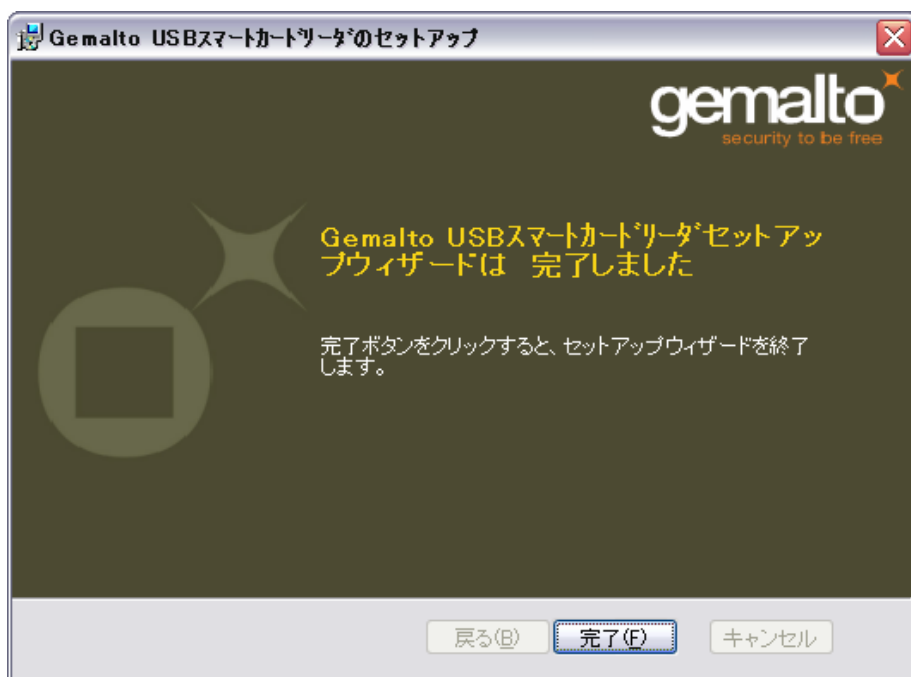 Gemalto USBｽﾏｰﾄｶｰﾄﾞﾘｰﾀﾞのセットアップ
gemalto
security to be free
Gemalto USBｽﾏｰﾄｶｰﾄﾞﾘｰﾀﾞセットアッ
プウィザードは 完了しました
完了ボタンをクリックすると、セットアップウィザードを終了
します。
戻る(B) 完了(F) キャンセル